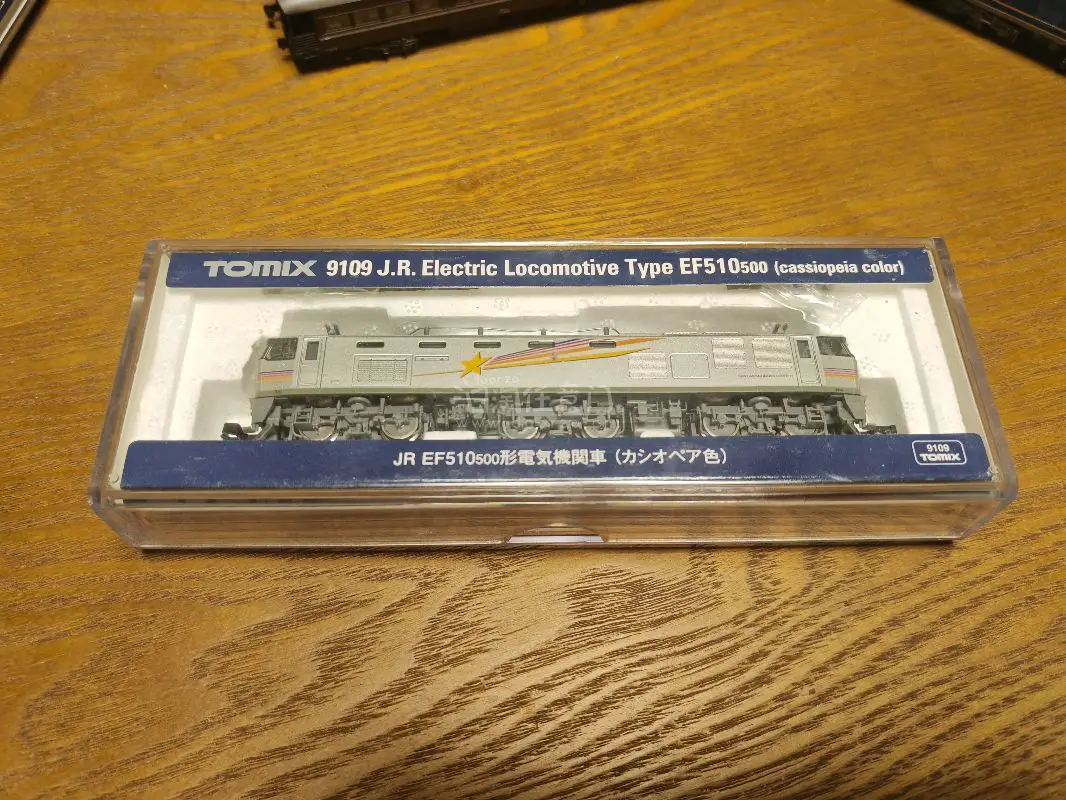 TOMIX 9109 J.R. Electric Locomotive Type EF510500 (cassiopeia color)
JR EF510500形電気機関車 (カシオペア色)
9109
TOMIX